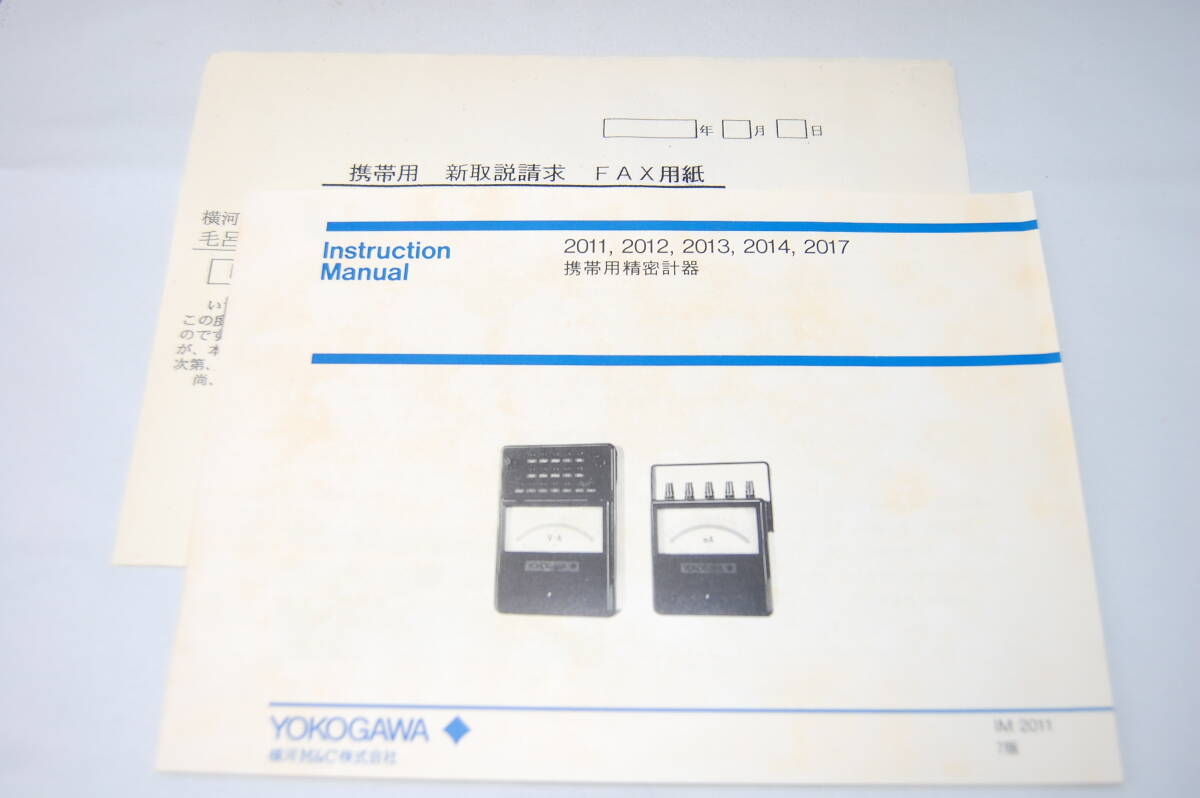 年 月 日
携帯用 新取説請求 FAX用紙
横河
毛呂
い
この度
のです
が、本
次第、
尚、
Instruction
Manual
2011, 2012, 2013, 2014, 2017
携帯用精密計器
V-A
mA
YOKOGAWA
YOKOGAWA
YOKOGAWA
横河M&C株式会社
IM 2011
7版